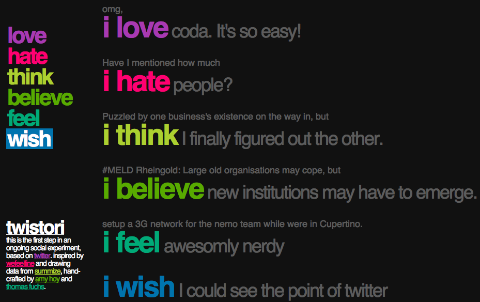 love
hate
think
believe
feel
wish
omg,
i love coda. It's so easy!
Have I mentioned how much
i hate people?
Puzzled by one business's existence on the way in, but
i think I finally figured out the other.
#MELD Rheingold: Large old organisations may cope, but
i believe new institutions may have to emerge.
setup a 3G network for the nemo team while were in Cupertino.
i feel awesomly nerdy
i wish I could see the point of twitter
twistori
this is the first step in an
ongoing social experiment,
based on twitter. inspired by
wefeelfine and drawing
data from summize, hand-
crafted by amy hoy and
thomas fuchs.